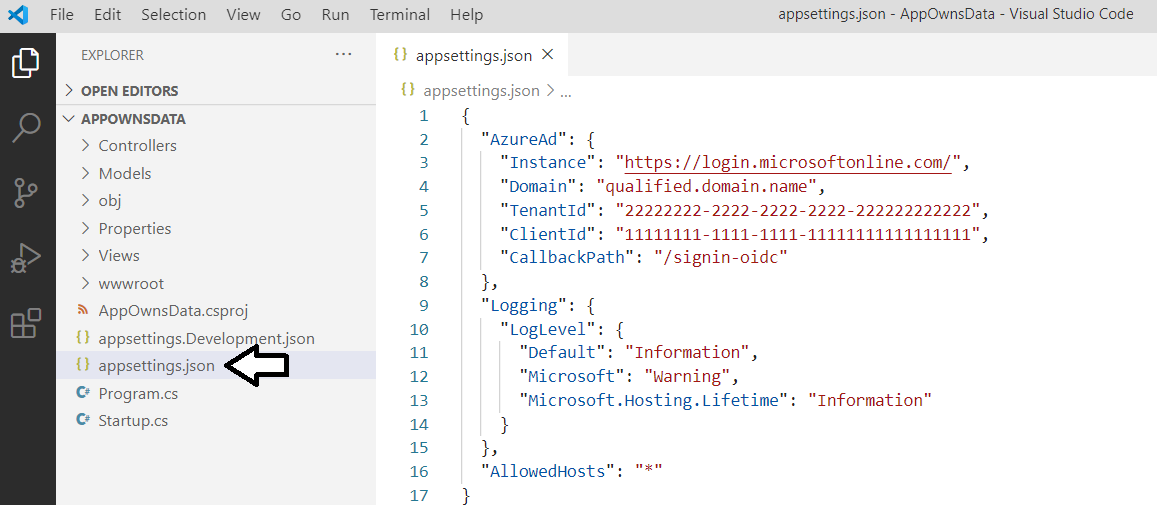 File Edit Selection View Go Run Terminal Help appsettings.json - AppOwnsData - Visual Studio Code
EXPLORER ...
OPEN EDITORS
APPOWNSDATA
Controllers
Models
obj
Properties
Views
wwwroot
AppOwnsData.csproj
{} appsettings.Development.json
{} appsettings.json
C# Program.cs
C# Startup.cs
{} appsettings.json ×
{} appsettings.json > ...
1 {
2 "AzureAd": {
3 "Instance": "https://login.microsoftonline.com/",
4 "Domain": "qualified.domain.name",
5 "TenantId": "22222222-2222-2222-2222-222222222222",
6 "ClientId": "11111111-1111-1111-11111111111111111",
7 "CallbackPath": "/signin-oidc"
8 },
9 "Logging": {
10 "LogLevel": {
11 "Default": "Information",
12 "Microsoft": "Warning",
13 "Microsoft.Hosting.Lifetime": "Information"
14 }
15 },
16 "AllowedHosts": "*"
17 }